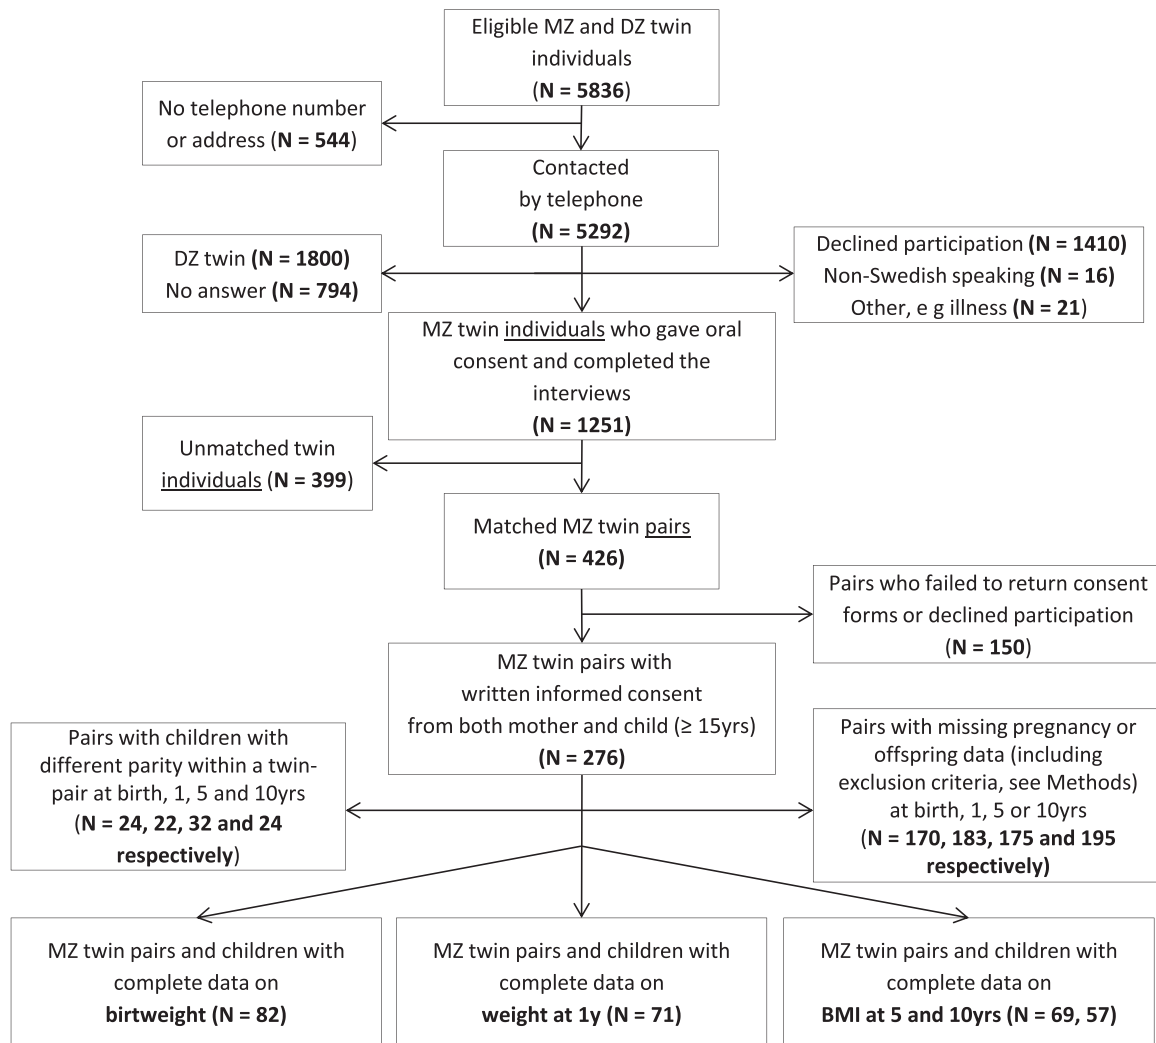 Eligible MZ and DZ twin
individuals
(N = 5836)
No telephone number
or address (N = 544)
Contacted
by telephone
(N = 5292)
DZ twin (N = 1800)
No answer (N = 794)
Declined participation (N = 1410)
Non-Swedish speaking (N = 16)
Other, e g illness (N = 21)
MZ twin individuals who gave oral
consent and completed the
interviews
(N = 1251)
Unmatched twin
individuals (N = 399)
Matched MZ twin pairs
(N = 426)
Pairs who failed to return consent
forms or declined participation
(N = 150)
MZ twin pairs with
written informed consent
from both mother and child (≥ 15yrs)
(N = 276)
Pairs with children with
different parity within a twin-
pair at birth, 1, 5 and 10yrs
(N = 24, 22, 32 and 24
respectively)
Pairs with missing pregnancy or
offspring data (including
exclusion criteria, see Methods)
at birth, 1, 5 or 10yrs
(N = 170, 183, 175 and 195
respectively)
MZ twin pairs and children with
complete data on
birtweight (N = 82)
MZ twin pairs and children with
complete data on
weight at 1y (N = 71)
MZ twin pairs and children with
complete data on
BMI at 5 and 10yrs (N = 69, 57)